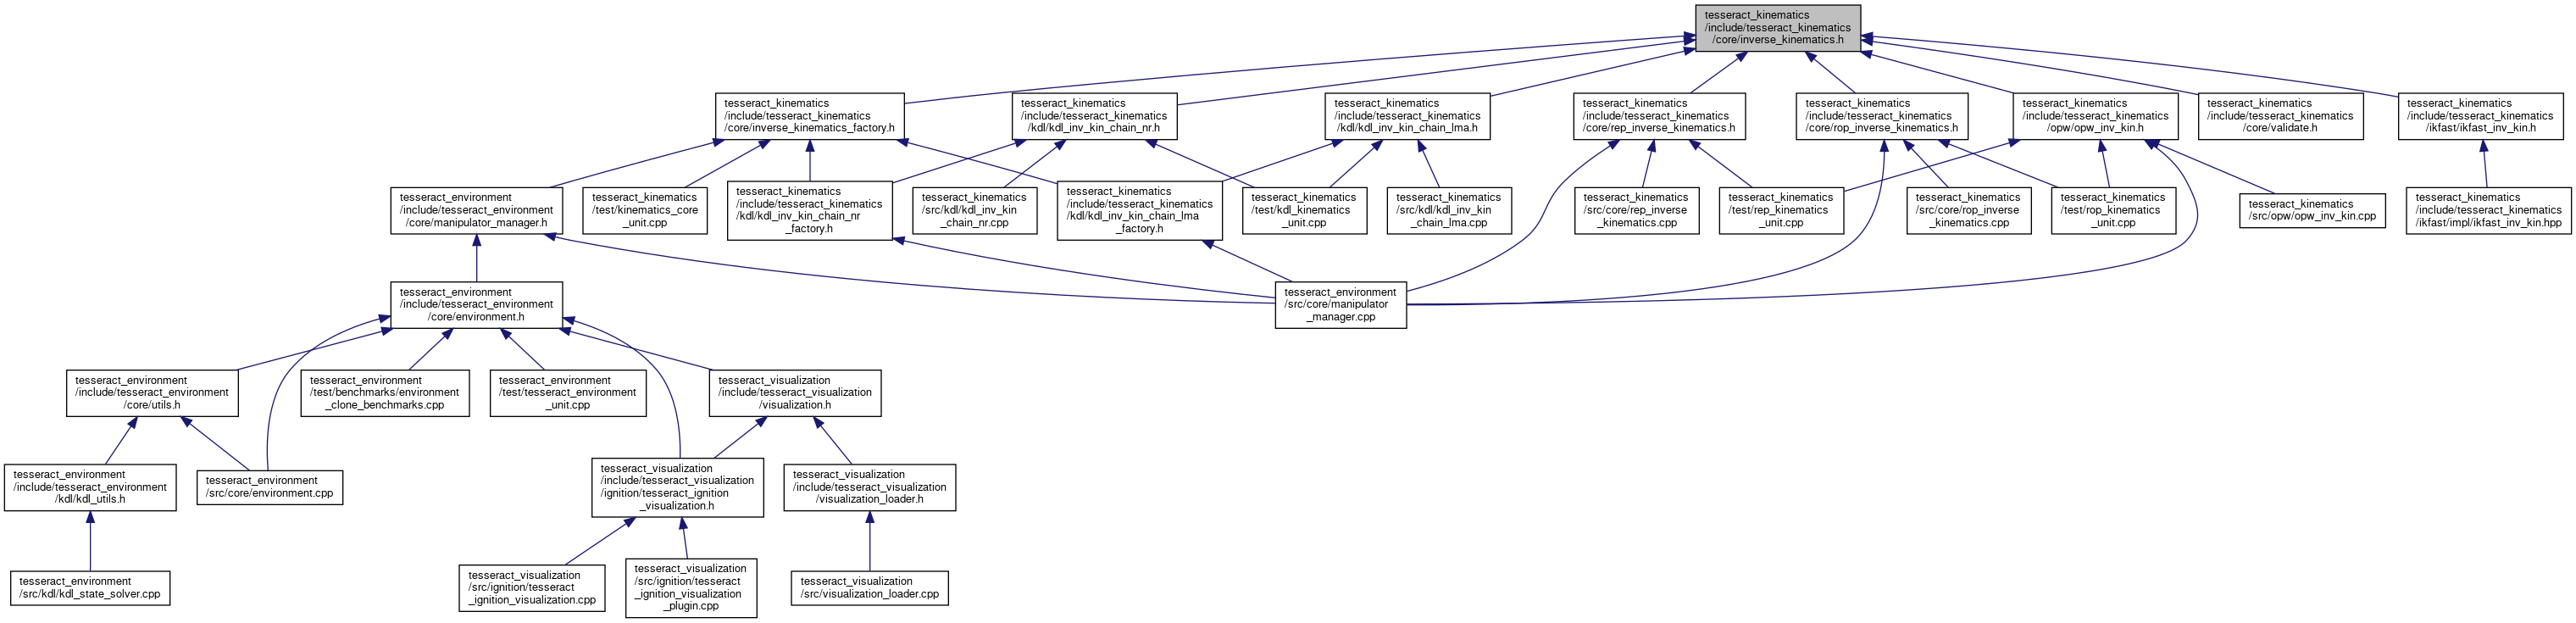 tesseract_kinematics
/include/tesseract_kinematics
/core/inverse_kinematics.h
tesseract_kinematics
/include/tesseract_kinematics
/core/inverse_kinematics_factory.h
tesseract_kinematics
/include/tesseract_kinematics
/kdl/kdl_inv_kin_chain_nr.h
tesseract_kinematics
/include/tesseract_kinematics
/kdl/kdl_inv_kin_chain_lma.h
tesseract_kinematics
/include/tesseract_kinematics
/core/rep_inverse_kinematics.h
tesseract_kinematics
/include/tesseract_kinematics
/core/rop_inverse_kinematics.h
tesseract_kinematics
/include/tesseract_kinematics
/opw/opw_inv_kin.h
tesseract_kinematics
/include/tesseract_kinematics
/core/validate.h
tesseract_kinematics
/include/tesseract_kinematics
/ikfast/ikfast_inv_kin.h
tesseract_environment
/include/tesseract_environment
/core/manipulator_manager.h
tesseract_kinematics
/test/kinematics_core
_unit.cpp
tesseract_kinematics
/include/tesseract_kinematics
/kdl/kdl_inv_kin_chain_nr
_factory.h
tesseract_kinematics
/src/kdl/kdl_inv_kin
_chain_nr.cpp
tesseract_kinematics
/include/tesseract_kinematics
/kdl/kdl_inv_kin_chain_lma
_factory.h
tesseract_kinematics
/test/kdl_kinematics
_unit.cpp
tesseract_kinematics
/src/kdl/kdl_inv_kin
_chain_lma.cpp
tesseract_kinematics
/src/core/rep_inverse
_kinematics.cpp
tesseract_kinematics
/test/rep_kinematics
_unit.cpp
tesseract_kinematics
/src/core/rop_inverse
_kinematics.cpp
tesseract_kinematics
/test/rop_kinematics
_unit.cpp
tesseract_kinematics
/src/opw/opw_inv_kin.cpp
tesseract_kinematics
/include/tesseract_kinematics
/ikfast/impl/ikfast_inv_kin.hpp
tesseract_environment
/include/tesseract_environment
/core/environment.h
tesseract_environment
/src/core/manipulator
_manager.cpp
tesseract_environment
/include/tesseract_environment
/core/utils.h
tesseract_environment
/test/benchmarks/environment
_clone_benchmarks.cpp
tesseract_environment
/test/tesseract_environment
_unit.cpp
tesseract_visualization
/include/tesseract_visualization
/visualization.h
tesseract_environment
/include/tesseract_environment
/kdl/kdl_utils.h
tesseract_environment
/src/core/environment.cpp
tesseract_visualization
/include/tesseract_visualization
/ignition/tesseract_ignition
_visualization.h
tesseract_visualization
/include/tesseract_visualization
/visualization_loader.h
tesseract_environment
/src/kdl/kdl_state_solver.cpp
tesseract_visualization
/src/ignition/tesseract
_ignition_visualization.cpp
tesseract_visualization
/src/ignition/tesseract
_ignition_visualization
_plugin.cpp
tesseract_visualization
/src/visualization_loader.cpp